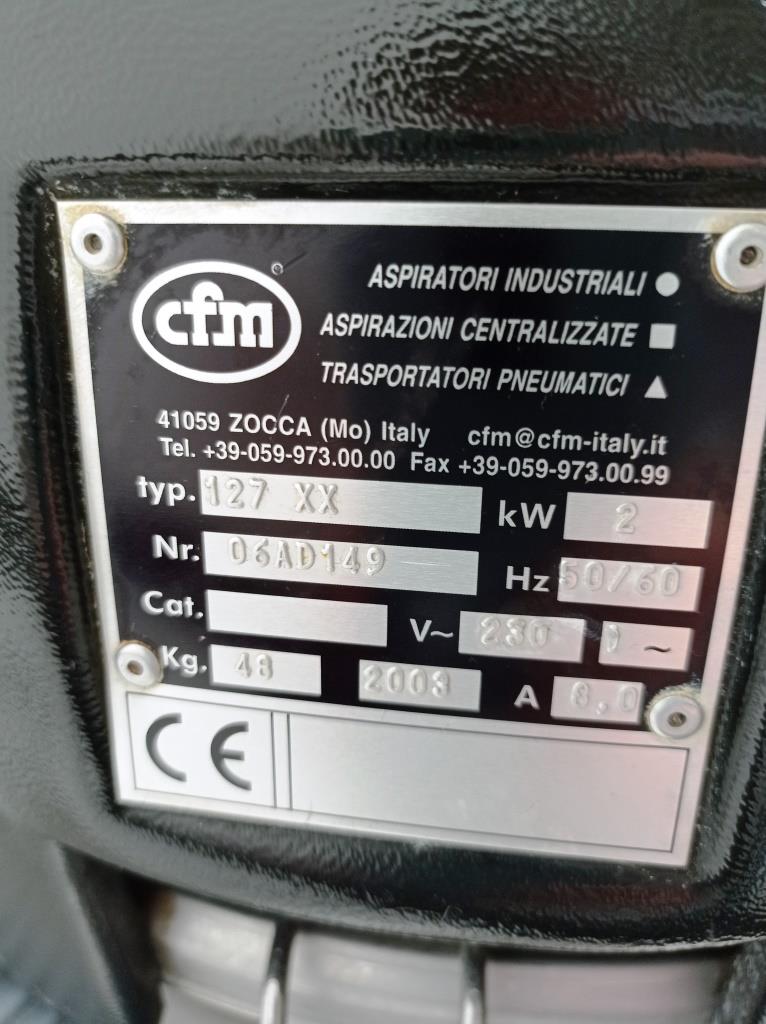 cfm
ASPIRATORI INDUSTRIALI
ASPIRAZIONI CENTRALIZZATE
TRASPORTATORI PNEUMATICI
41059 ZOCCA (Mo) Italy cfm@cfm-italy.it
Tel. +39-059-973.00.00 Fax +39-059-973.00.99
typ. 127 XX kW 2
Nr. 06AD149 Hz 50/60
Cat. V~ 230 1 ~
Kg. 48 2003 A 8,0
CE